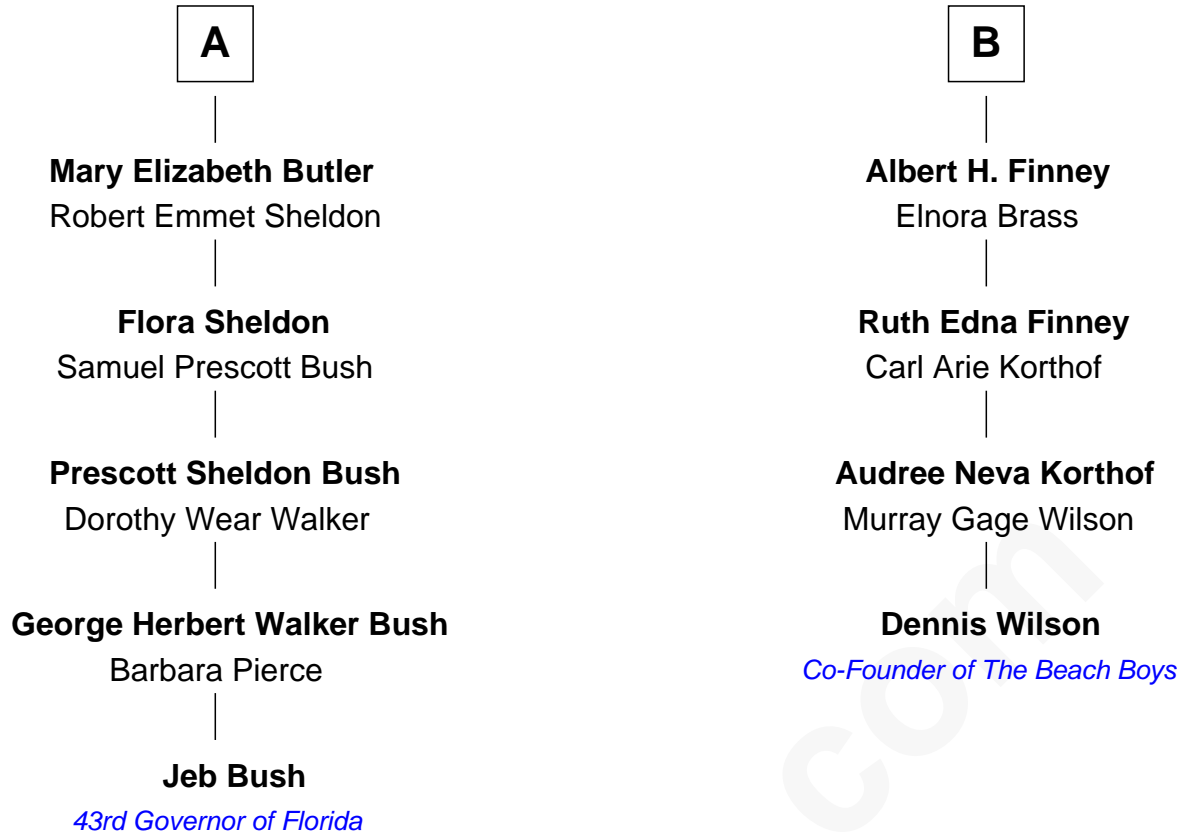 A
Mary Elizabeth Butler
Robert Emmet Sheldon
Flora Sheldon
Samuel Prescott Bush
Prescott Sheldon Bush
Dorothy Wear Walker
George Herbert Walker Bush
Barbara Pierce
Jeb Bush
43rd Governor of Florida
B
Albert H. Finney
Elnora Brass
Ruth Edna Finney
Carl Arie Korthof
Audree Neva Korthof
Murray Gage Wilson
Dennis Wilson
Co-Founder of The Beach Boys
com